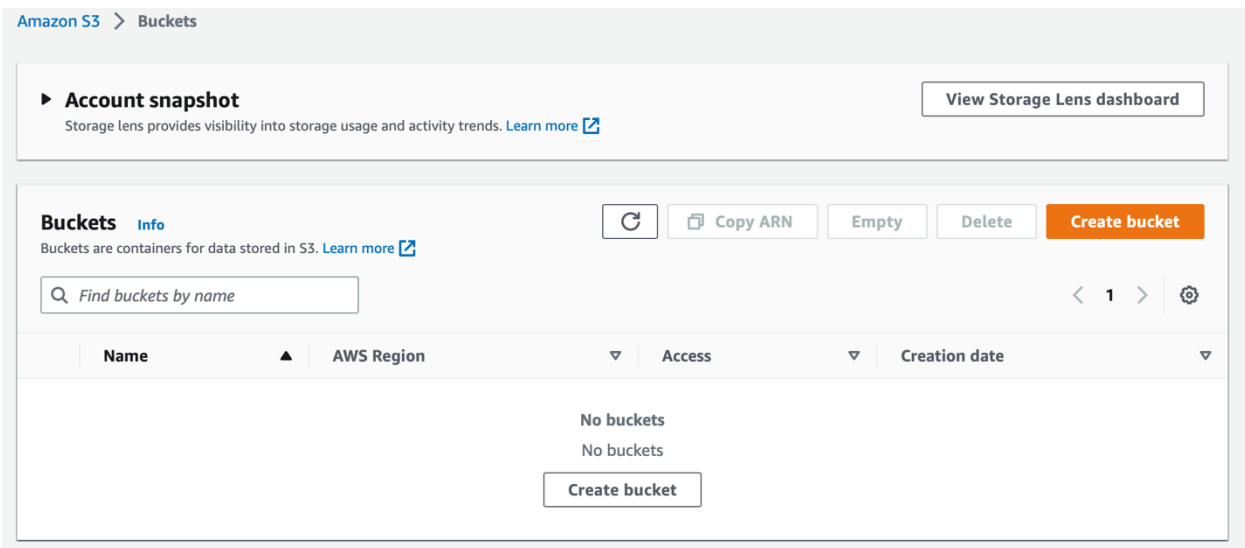 Amazon S3 > Buckets
Account snapshot
View Storage Lens dashboard
Storage lens provides visibility into storage usage and activity trends. Learn more
Buckets Info
Copy ARN Empty Delete Create bucket
Buckets are containers for data stored in S3. Learn more
Find buckets by name
< 1 >
Name AWS Region Access Creation date
No buckets
No buckets
Create bucket